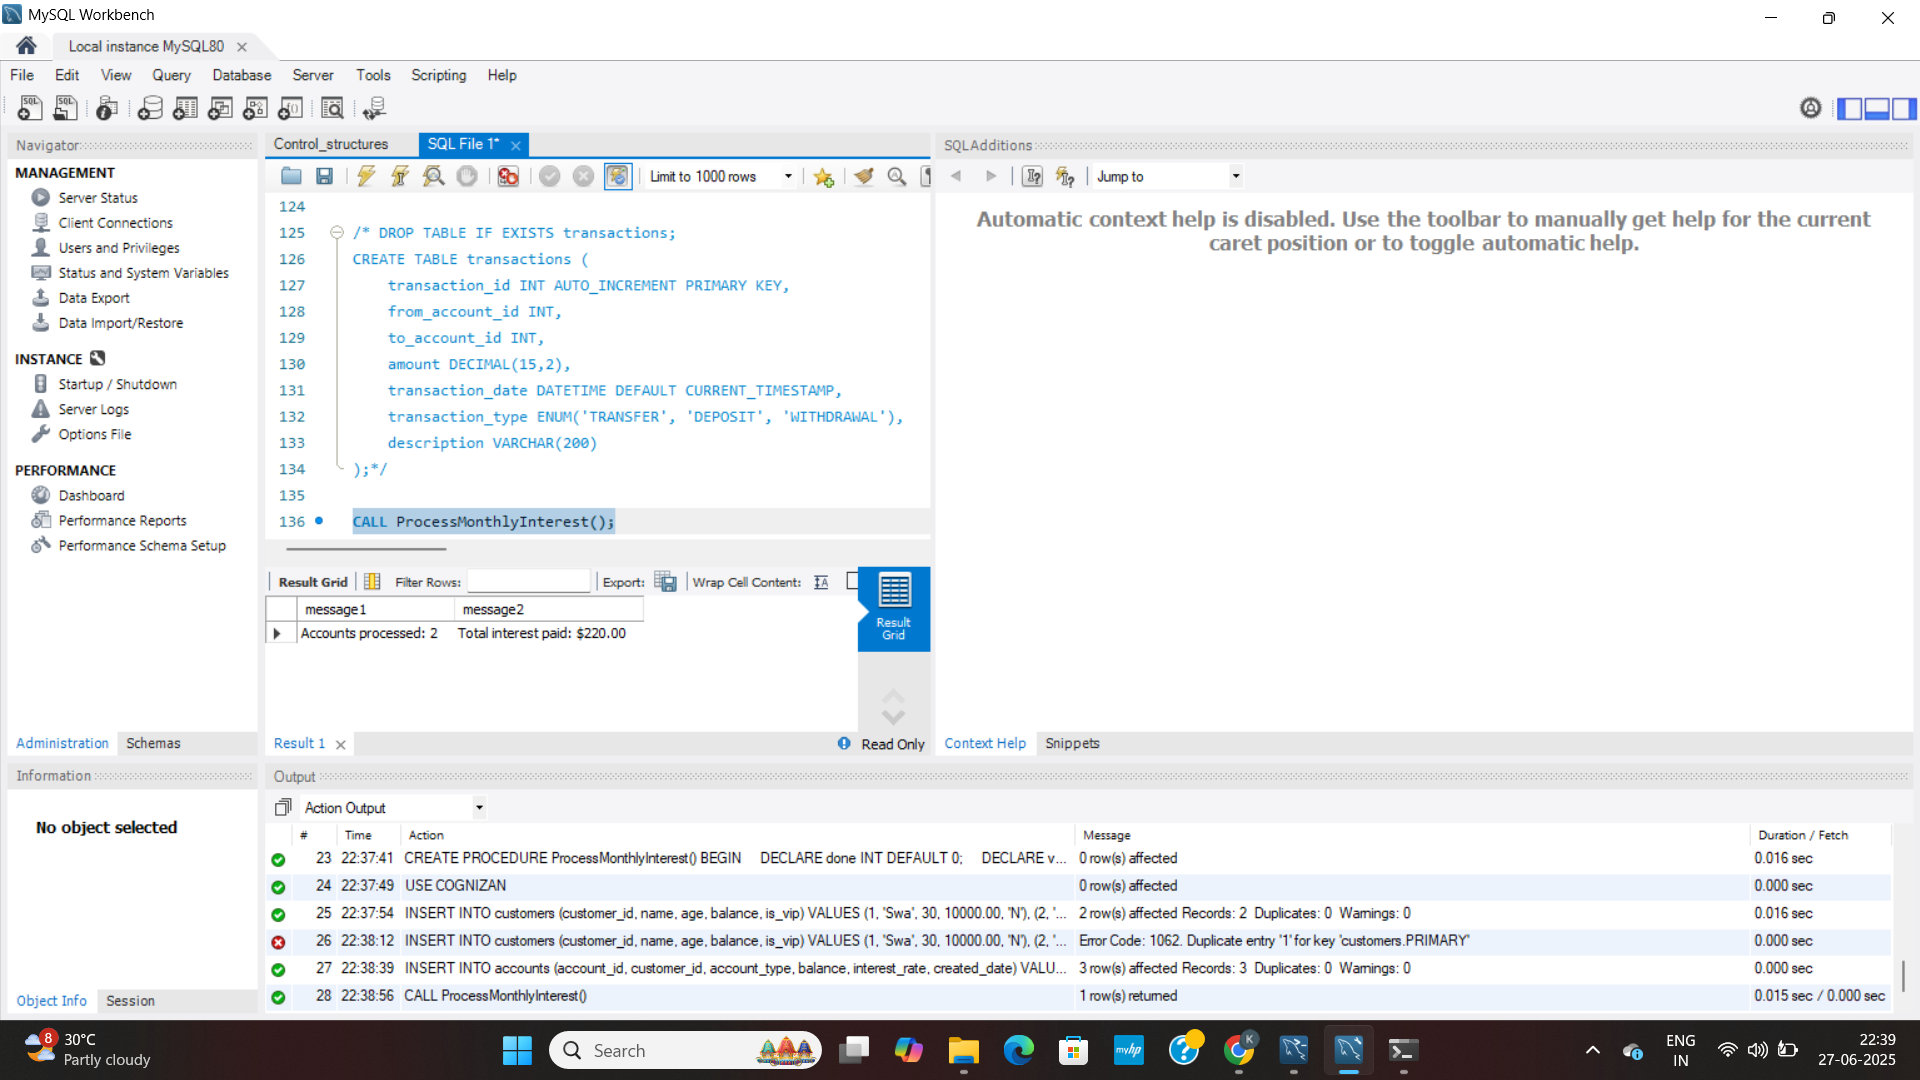 MySQL Workbench
Local instance MySQL80
File Edit View Query Database Server Tools Scripting Help
Navigator
MANAGEMENT
Server Status
Client Connections
Users and Privileges
Status and System Variables
Data Export
Data Import/Restore
INSTANCE
Startup / Shutdown
Server Logs
Options File
PERFORMANCE
Dashboard
Performance Reports
Performance Schema Setup
Administration Schemas
Control_structures SQL File 1*
Limit to 1000 rows
124
125 /* DROP TABLE IF EXISTS transactions;
126 CREATE TABLE transactions (
127 transaction_id INT AUTO_INCREMENT PRIMARY KEY,
128 from_account_id INT,
129 to_account_id INT,
130 amount DECIMAL(15,2),
131 transaction_date DATETIME DEFAULT CURRENT_TIMESTAMP,
132 transaction_type ENUM('TRANSFER', 'DEPOSIT', 'WITHDRAWAL'),
133 description VARCHAR(200)
134 );*/
135
136 CALL ProcessMonthlyInterest();
Result Grid Filter Rows: Export: Wrap Cell Content:
message1 message2
Accounts processed: 2 Total interest paid: $220.00
Result
Grid
Result 1 Read Only
SQLAdditions
Jump to
Automatic context help is disabled. Use the toolbar to manually get help for the current
caret position or to toggle automatic help.
Context Help Snippets
Information
No object selected
Object Info Session
Output
Action Output
# Time Action Message Duration / Fetch
23 22:37:41 CREATE PROCEDURE ProcessMonthlyInterest() BEGIN DECLARE done INT DEFAULT 0; DECLARE v... 0 row(s) affected 0.016 sec
24 22:37:49 USE COGNIZAN 0 row(s) affected 0.000 sec
25 22:37:54 INSERT INTO customers (customer_id, name, age, balance, is_vip) VALUES (1, 'Swa', 30, 10000.00, 'N'), (2, '... 2 row(s) affected Records: 2 Duplicates: 0 Warnings: 0 0.016 sec
26 22:38:12 INSERT INTO customers (customer_id, name, age, balance, is_vip) VALUES (1, 'Swa', 30, 10000.00, 'N'), (2, '... Error Code: 1062. Duplicate entry '1' for key 'customers.PRIMARY' 0.000 sec
27 22:38:39 INSERT INTO accounts (account_id, customer_id, account_type, balance, interest_rate, created_date) VALU... 3 row(s) affected Records: 3 Duplicates: 0 Warnings: 0 0.000 sec
28 22:38:56 CALL ProcessMonthlyInterest() 1 row(s) returned 0.015 sec / 0.000 sec
8
30°C
Partly cloudy
Search
myhp
K
ENG
IN
22:39
27-06-2025